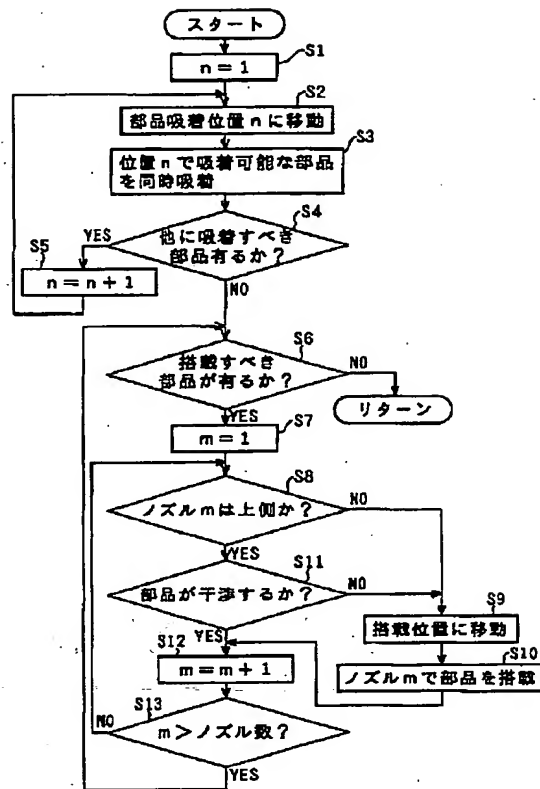 スタート
S1
n=1
S2
部品吸着位置nに移動
S3
位置nで吸着可能な部品
を同時吸着
S4
他に吸着すべき
部品有るか?
YES
S5
n=n+1
NO
S6
搭載すべき
部品が有るか?
NO
リターン
YES
S7
m=1
S8
ノズルmは上側か?
NO
YES
S11
部品が干渉するか?
NO
S9
搭載位置に移動
YES
S12
m=m+1
S10
ノズルmで部品を搭載
S13
NO
m>ノズル数?
YES